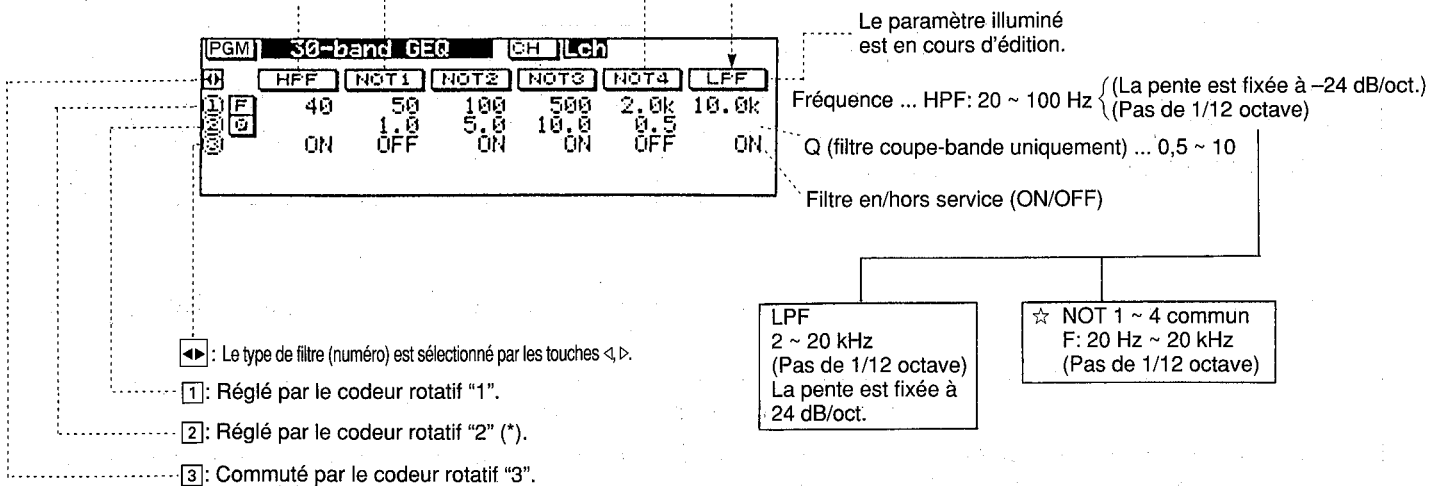 PGM 30-band GEQ CH Lch
◄► HPF NOT1 NOT2 NOT3 NOT4 LPF
1 F 40 50 100 500 2.0k 10.0k
2 Q 1.0 5.0 10.0 0.5
3 ON OFF ON ON OFF ON
Le paramètre illuminé
est en cours d'édition.
Fréquence ... HPF: 20 ~ 100 Hz { (La pente est fixée à –24 dB/oct.)
(Pas de 1/12 octave)
Q (filtre coupe-bande uniquement) ... 0,5 ~ 10
Filtre en/hors service (ON/OFF)
LPF
2 ~ 20 kHz
(Pas de 1/12 octave)
La pente est fixée à
24 dB/oct.
☆ NOT 1 ~ 4 commun
F: 20 Hz ~ 20 kHz
(Pas de 1/12 octave)
◄►: Le type de filtre (numéro) est sélectionné par les touches ◁, ▷.
1: Réglé par le codeur rotatif “1”.
2: Réglé par le codeur rotatif “2” (*).
3: Commuté par le codeur rotatif “3”.